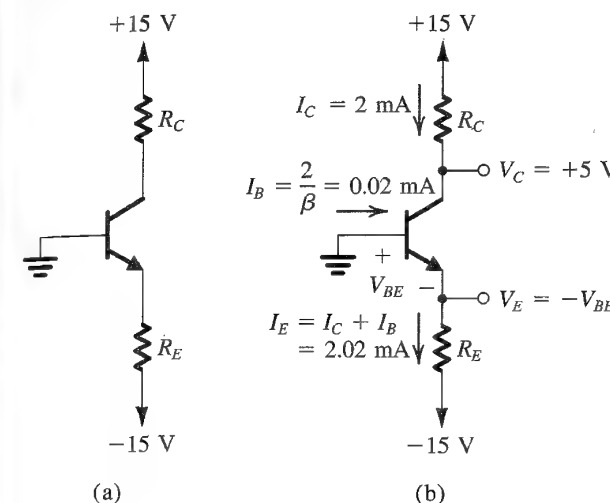 +15 V
R_C
R_E
−15 V
(a)
+15 V
I_C = 2 mA
R_C
V_C = +5 V
I_B = 2/β = 0.02 mA
+
V_BE −
V_E = −V_BE
I_E = I_C + I_B
= 2.02 mA
R_E
−15 V
(b)